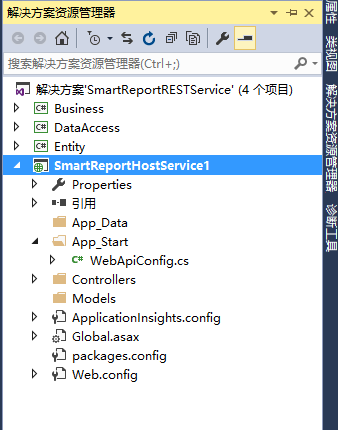 解决方案资源管理器
搜索解决方案资源管理器(Ctrl+;)
解决方案'SmartReportRESTService' (4 个项目)
C# Business
C# DataAccess
C# Entity
SmartReportHostService1
Properties
引用
App_Data
App_Start
C# WebApiConfig.cs
Controllers
Models
ApplicationInsights.config
Global.asax
packages.config
Web.config
属性
类视图
解决方案资源管理器
诊断工具